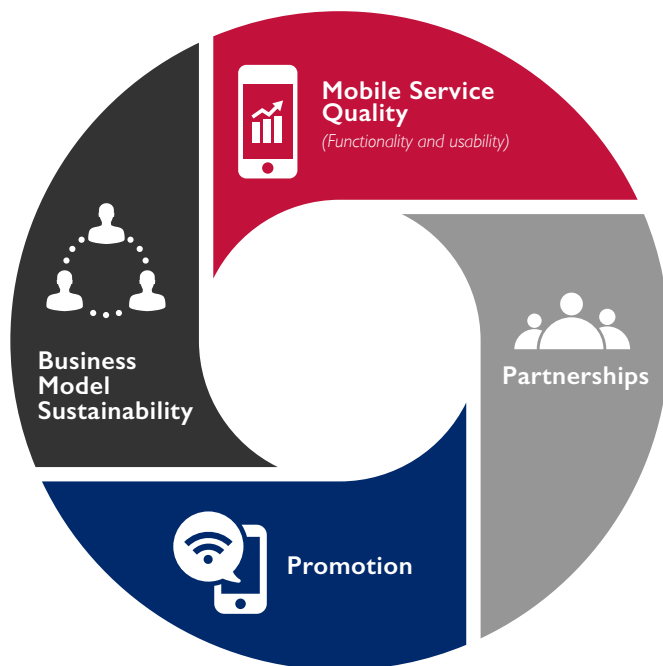 Mobile Service
Quality
(Functionality and usability)
Partnerships
Business
Model
Sustainability
Promotion